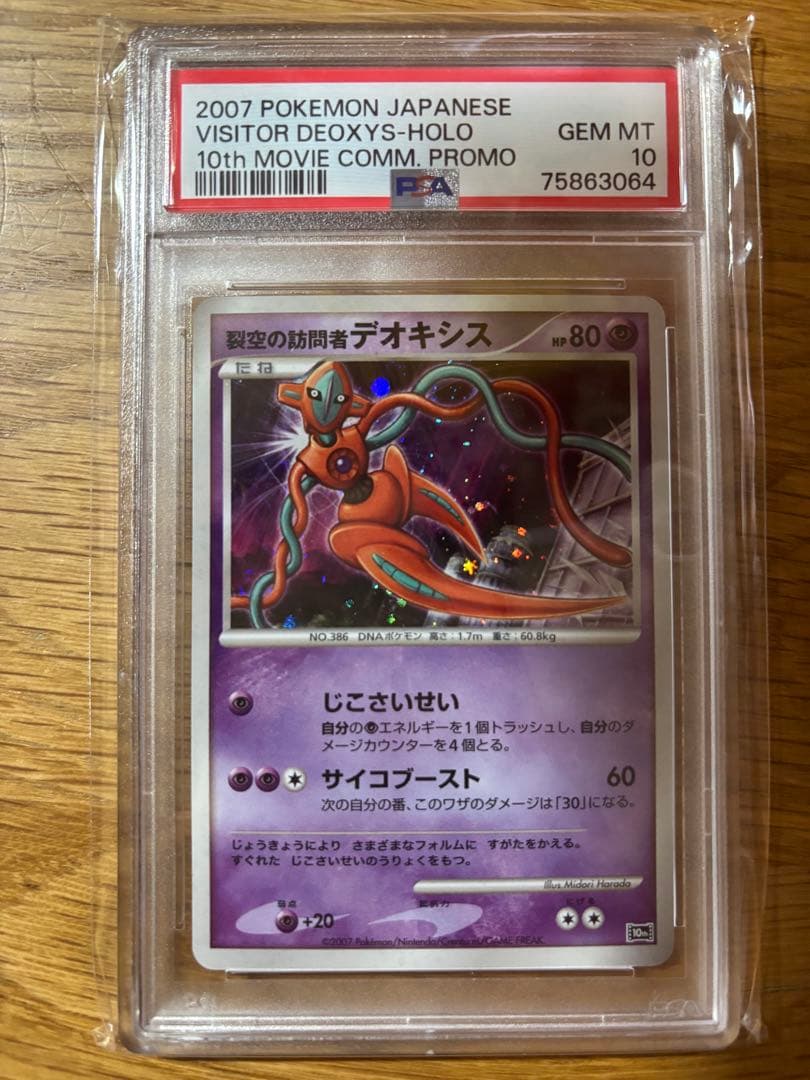 2007 POKEMON JAPANESE
VISITOR DEOXYS-HOLO GEM MT
10th MOVIE COMM. PROMO 10
PSA 75863064
裂空の訪問者デオキシス HP80
たね
NO.386 DNAポケモン 高さ:1.7m 重さ:60.8kg
じこさいせい
自分の エネルギーを1個トラッシュし、自分のダ
メージカウンターを4個とる。
サイコブースト 60
次の自分の番、このワザのダメージは「30」になる。
じょうきょうにより さまざまなフォルムに すがたをかえる。
すぐれた じこさいせいのうりょくをもつ。
Illus. Midori Harada
弱点 抵抗力 にげる
+20
©2007 Pokémon/Nintendo/Creatures/GAME FREAK.
10th